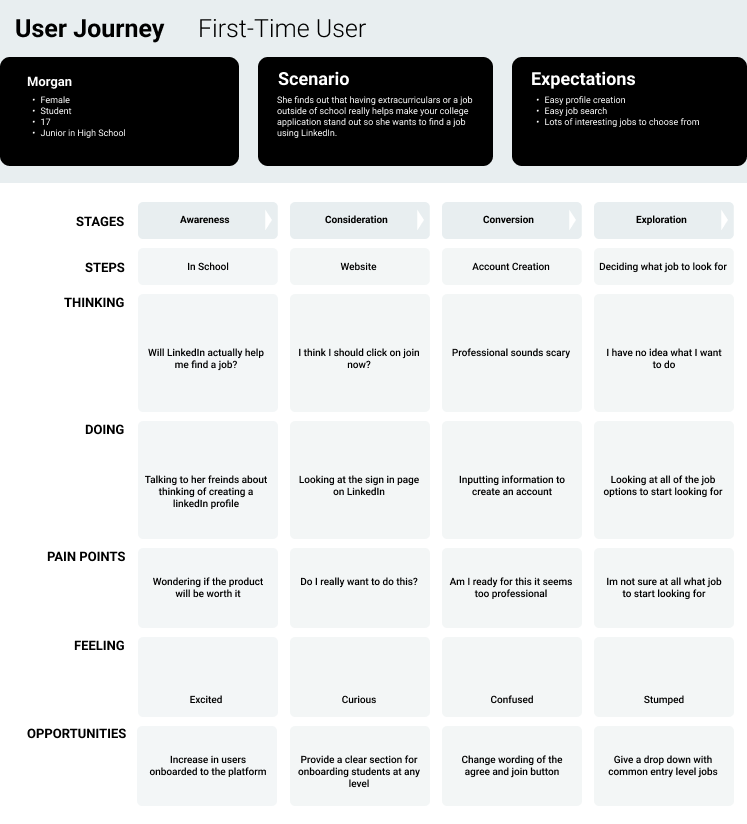 User Journey First-Time User
Morgan
• Female
• Student
• 17
• Junior in High School
Scenario
She finds out that having extracurriculars or a job
outside of school really helps make your college
application stand out so she wants to find a job
using LinkedIn.
Expectations
• Easy profile creation
• Easy job search
• Lots of interesting jobs to choose from
STAGES
Awareness
Consideration
Conversion
Exploration
STEPS
In School
Website
Account Creation
Deciding what job to look for
THINKING
Will LinkedIn actually help
me find a job?
I think I should click on join
now?
Professional sounds scary
I have no idea what I want
to do
DOING
Talking to her freinds about
thinking of creating a
linkedIn profile
Looking at the sign in page
on LinkedIn
Inputting information to
create an account
Looking at all of the job
options to start looking for
PAIN POINTS
Wondering if the product
will be worth it
Do I really want to do this?
Am I ready for this it seems
too professional
Im not sure at all what job
to start looking for
FEELING
Excited
Curious
Confused
Stumped
OPPORTUNITIES
Increase in users
onboarded to the platform
Provide a clear section for
onboarding students at any
level
Change wording of the
agree and join button
Give a drop down with
common entry level jobs